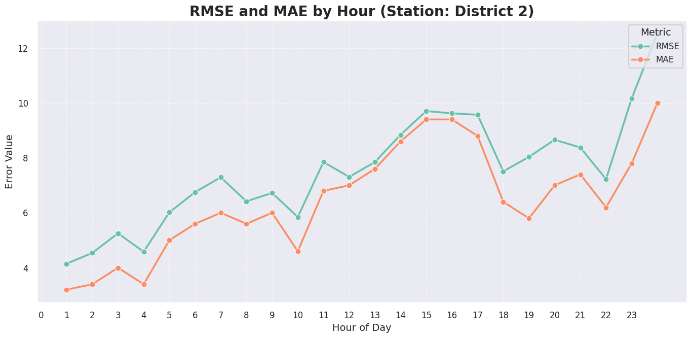 RMSE and MAE by Hour (Station: District 2)
Metric
RMSE
MAE
Error Value
12
10
8
6
4
0 1 2 3 4 5 6 7 8 9 10 11 12 13 14 15 16 17 18 19 20 21 22 23
Hour of Day